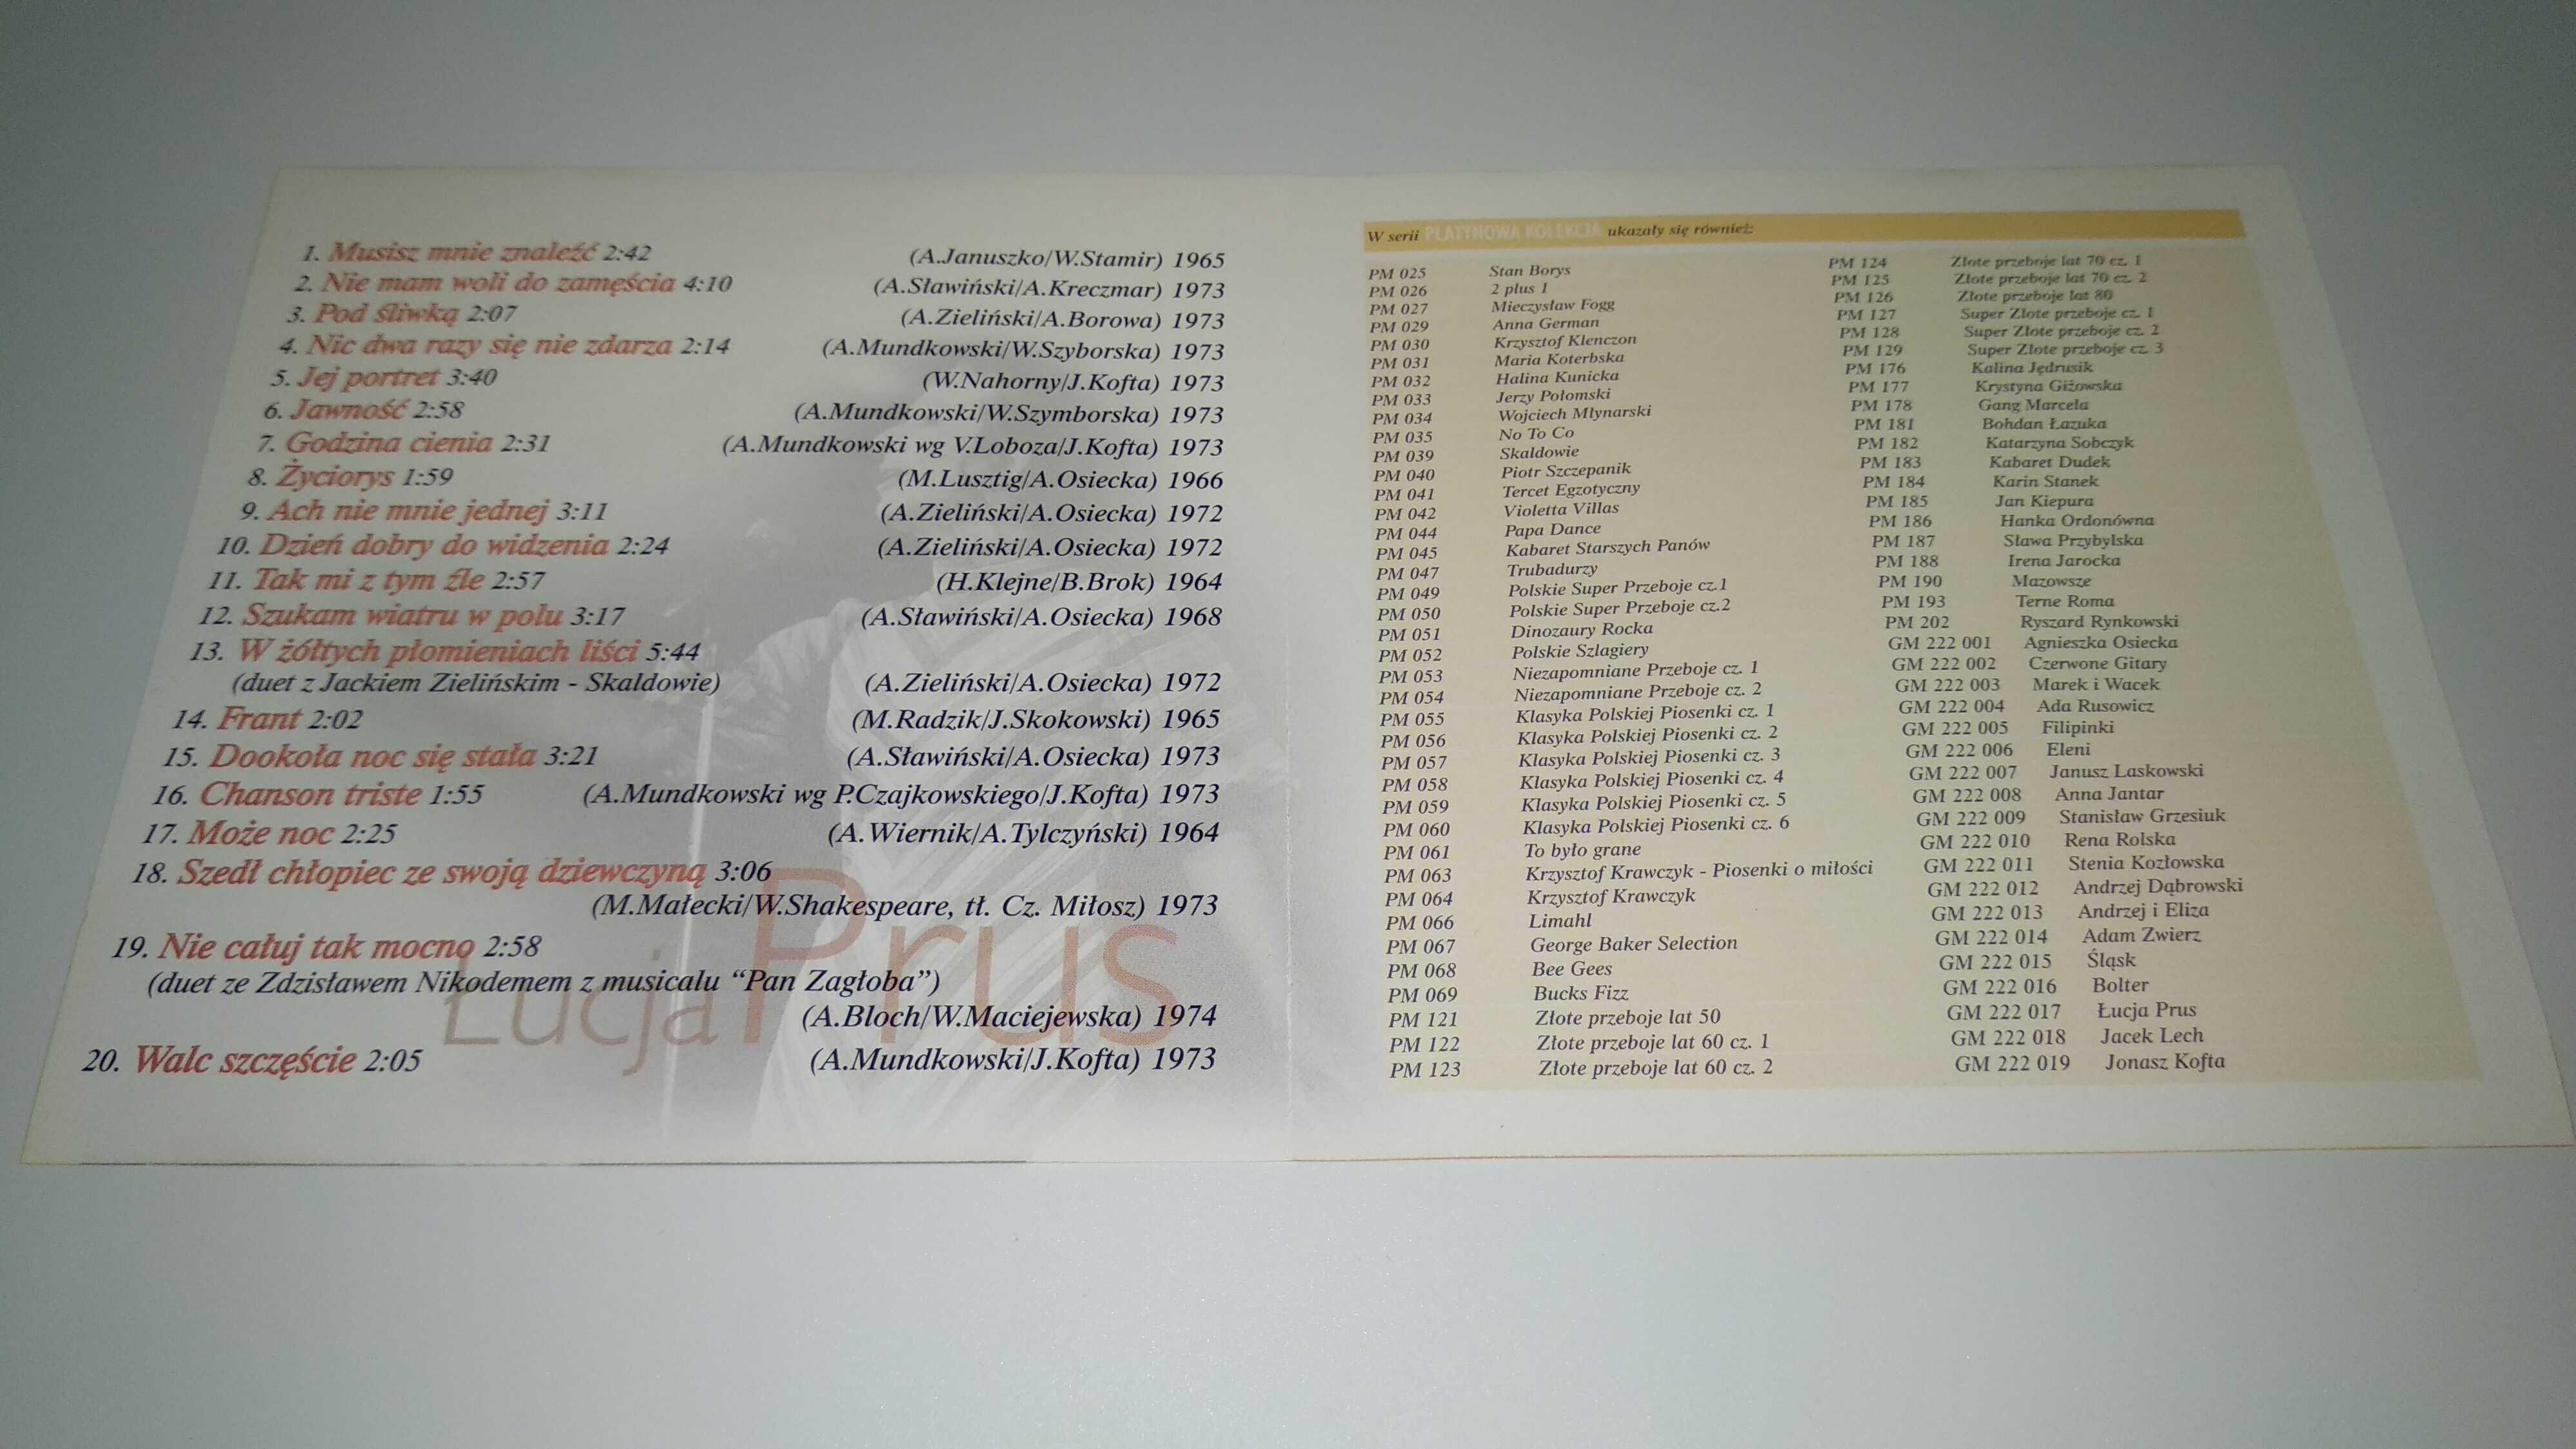 1. Musisz mnie znaleźć 2:42 (A.Januszko/W.Stamir) 1965
2. Nie mam woli do zamęścia 4:10 (A.Sławiński/A.Kreczmar) 1973
3. Pod śliwką 2:07 (A.Zieliński/A.Borowa) 1973
4. Nic dwa razy się nie zdarza 2:14 (A.Mundkowski/W.Szyborska) 1973
5. Jej portret 3:40 (W.Nahorny/J.Kofta) 1973
6. Jawność 2:58 (A.Mundkowski/W.Szymborska) 1973
7. Godzina cienia 2:31 (A.Mundkowski wg V.Loboza/J.Kofta) 1973
8. Życiorys 1:59 (M.Lusztig/A.Osiecka) 1966
9. Ach nie mnie jednej 3:11 (A.Zieliński/A.Osiecka) 1972
10. Dzień dobry do widzenia 2:24 (A.Zieliński/A.Osiecka) 1972
11. Tak mi z tym źle 2:57 (H.Klejne/B.Brok) 1964
12. Szukam wiatru w polu 3:17 (A.Sławiński/A.Osiecka) 1968
13. W żółtych płomieniach liści 5:44
(duet z Jackiem Zielińskim - Skaldowie) (A.Zieliński/A.Osiecka) 1972
14. Frant 2:02 (M.Radzik/J.Skokowski) 1965
15. Dookoła noc się stała 3:21 (A.Sławiński/A.Osiecka) 1973
16. Chanson triste 1:55 (A.Mundkowski wg P.Czajkowskiego/J.Kofta) 1973
17. Może noc 2:25 (A.Wiernik/A.Tylczyński) 1964
18. Szedł chłopiec ze swoją dziewczyną 3:06
(M.Małecki/W.Shakespeare, tł. Cz. Miłosz) 1973
19. Nie całuj tak mocno 2:58
(duet ze Zdzisławem Nikodemem z musicalu “Pan Zagłoba”)
(A.Bloch/W.Maciejewska) 1974
20. Walc szczęście 2:05 (A.Mundkowski/J.Kofta) 1973
Łucja Prus
W serii PLATYNOWA KOLEKCJA ukazały się również:
PM 025 Stan Borys
PM 026 2 plus 1
PM 027 Mieczysław Fogg
PM 029 Anna German
PM 030 Krzysztof Klenczon
PM 031 Maria Koterbska
PM 032 Halina Kunicka
PM 033 Jerzy Połomski
PM 034 Wojciech Młynarski
PM 035 No To Co
PM 039 Skaldowie
PM 040 Piotr Szczepanik
PM 041 Tercet Egzotyczny
PM 042 Violetta Villas
PM 044 Papa Dance
PM 045 Kabaret Starszych Panów
PM 047 Trubadurzy
PM 049 Polskie Super Przeboje cz.1
PM 050 Polskie Super Przeboje cz.2
PM 051 Dinozaury Rocka
PM 052 Polskie Szlagiery
PM 053 Niezapomniane Przeboje cz. 1
PM 054 Niezapomniane Przeboje cz. 2
PM 055 Klasyka Polskiej Piosenki cz. 1
PM 056 Klasyka Polskiej Piosenki cz. 2
PM 057 Klasyka Polskiej Piosenki cz. 3
PM 058 Klasyka Polskiej Piosenki cz. 4
PM 059 Klasyka Polskiej Piosenki cz. 5
PM 060 Klasyka Polskiej Piosenki cz. 6
PM 061 To było grane
PM 063 Krzysztof Krawczyk - Piosenki o miłości
PM 064 Krzysztof Krawczyk
PM 066 Limahl
PM 067 George Baker Selection
PM 068 Bee Gees
PM 069 Bucks Fizz
PM 121 Złote przeboje lat 50
PM 122 Złote przeboje lat 60 cz. 1
PM 123 Złote przeboje lat 60 cz. 2
PM 124 Złote przeboje lat 70 cz. 1
PM 125 Złote przeboje lat 70 cz. 2
PM 126 Złote przeboje lat 80
PM 127 Super Złote przeboje cz. 1
PM 128 Super Złote przeboje cz. 2
PM 129 Super Złote przeboje cz. 3
PM 176 Kalina Jędrusik
PM 177 Krystyna Giżowska
PM 178 Gang Marcela
PM 181 Bohdan Łazuka
PM 182 Katarzyna Sobczyk
PM 183 Kabaret Dudek
PM 184 Karin Stanek
PM 185 Jan Kiepura
PM 186 Hanka Ordonówna
PM 187 Sława Przybylska
PM 188 Irena Jarocka
PM 190 Mazowsze
PM 193 Terne Roma
PM 202 Ryszard Rynkowski
GM 222 001 Agnieszka Osiecka
GM 222 002 Czerwone Gitary
GM 222 003 Marek i Wacek
GM 222 004 Ada Rusowicz
GM 222 005 Filipinki
GM 222 006 Eleni
GM 222 007 Janusz Laskowski
GM 222 008 Anna Jantar
GM 222 009 Stanisław Grzesiuk
GM 222 010 Rena Rolska
GM 222 011 Stenia Kozłowska
GM 222 012 Andrzej Dąbrowski
GM 222 013 Andrzej i Eliza
GM 222 014 Adam Zwierz
GM 222 015 Śląsk
GM 222 016 Bolter
GM 222 017 Łucja Prus
GM 222 018 Jacek Lech
GM 222 019 Jonasz Kofta